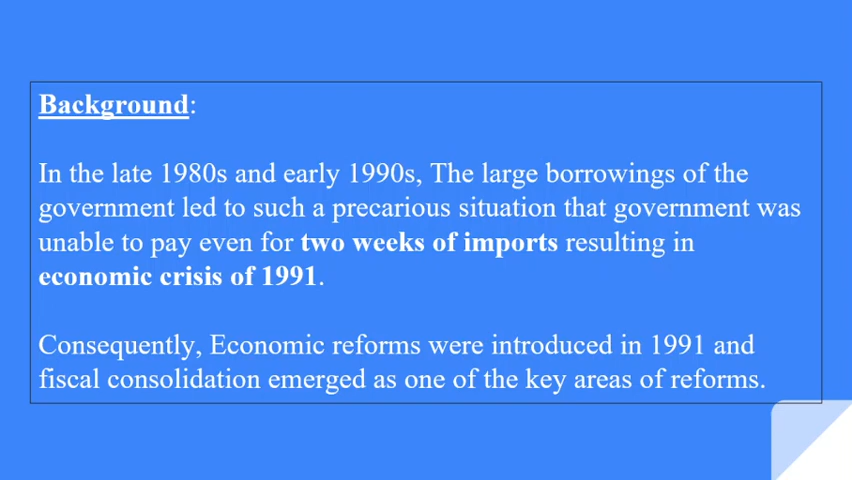 Background:
In the late 1980s and early 1990s, The large borrowings of the
government led to such a precarious situation that government was
unable to pay even for two weeks of imports resulting in
economic crisis of 1991.
Consequently, Economic reforms were introduced in 1991 and
fiscal consolidation emerged as one of the key areas of reforms.